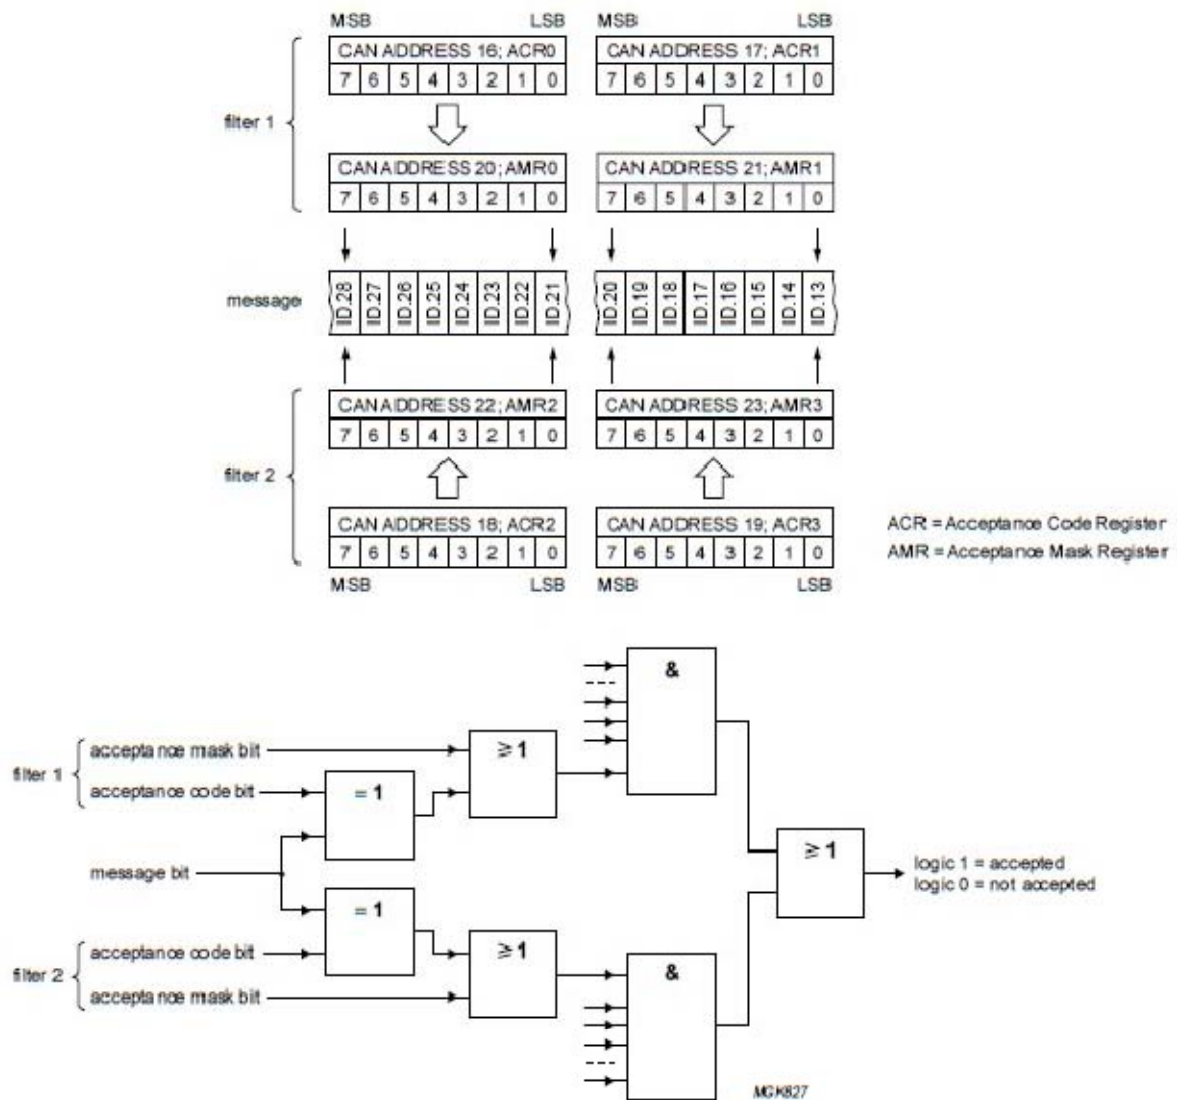 MSB LSB MSB LSB
CAN ADDRESS 16; ACR0 CAN ADDRESS 17; ACR1
7 6 5 4 3 2 1 0 7 6 5 4 3 2 1 0
filter 1
CAN ADDRESS 20; AMR0 CAN ADDRESS 21; AMR1
7 6 5 4 3 2 1 0 7 6 5 4 3 2 1 0
message
ID.28 ID.27 ID.26 ID.25 ID.24 ID.23 ID.22 ID.21 ID.20 ID.19 ID.18 ID.17 ID.16 ID.15 ID.14 ID.13
CAN ADDRESS 22; AMR2 CAN ADDRESS 23; AMR3
7 6 5 4 3 2 1 0 7 6 5 4 3 2 1 0
filter 2
CAN ADDRESS 18; ACR2 CAN ADDRESS 19; ACR3
7 6 5 4 3 2 1 0 7 6 5 4 3 2 1 0
MSB LSB MSB LSB
ACR = Acceptance Code Register
AMR = Acceptance Mask Register
&
filter 1
acceptance mask bit
≥ 1
acceptance code bit
= 1
message bit
≥ 1
logic 1 = accepted
logic 0 = not accepted
= 1
filter 2
acceptance code bit
≥ 1
acceptance mask bit
&
MGK627